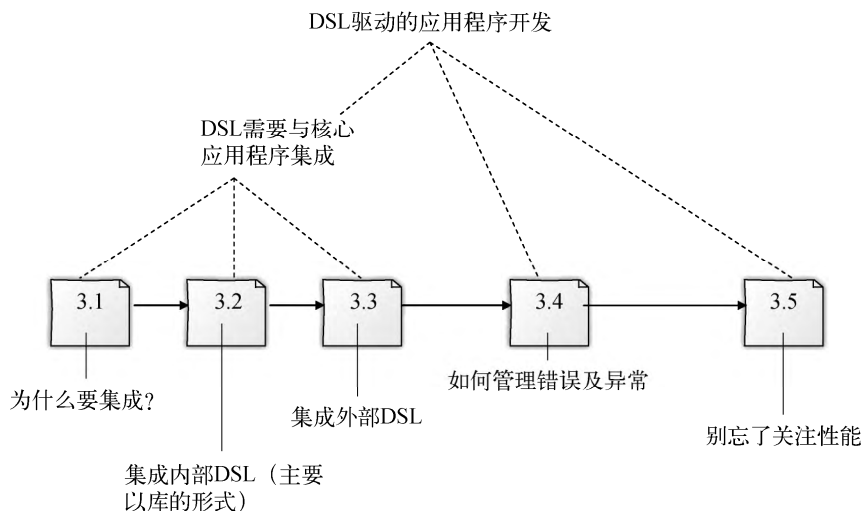 DSL驱动的应用程序开发
DSL需要与核心
应用程序集成
3.1
3.2
3.3
3.4
3.5
为什么要集成?
集成内部DSL（主要
以库的形式）
集成外部DSL
如何管理错误及异常
别忘了关注性能